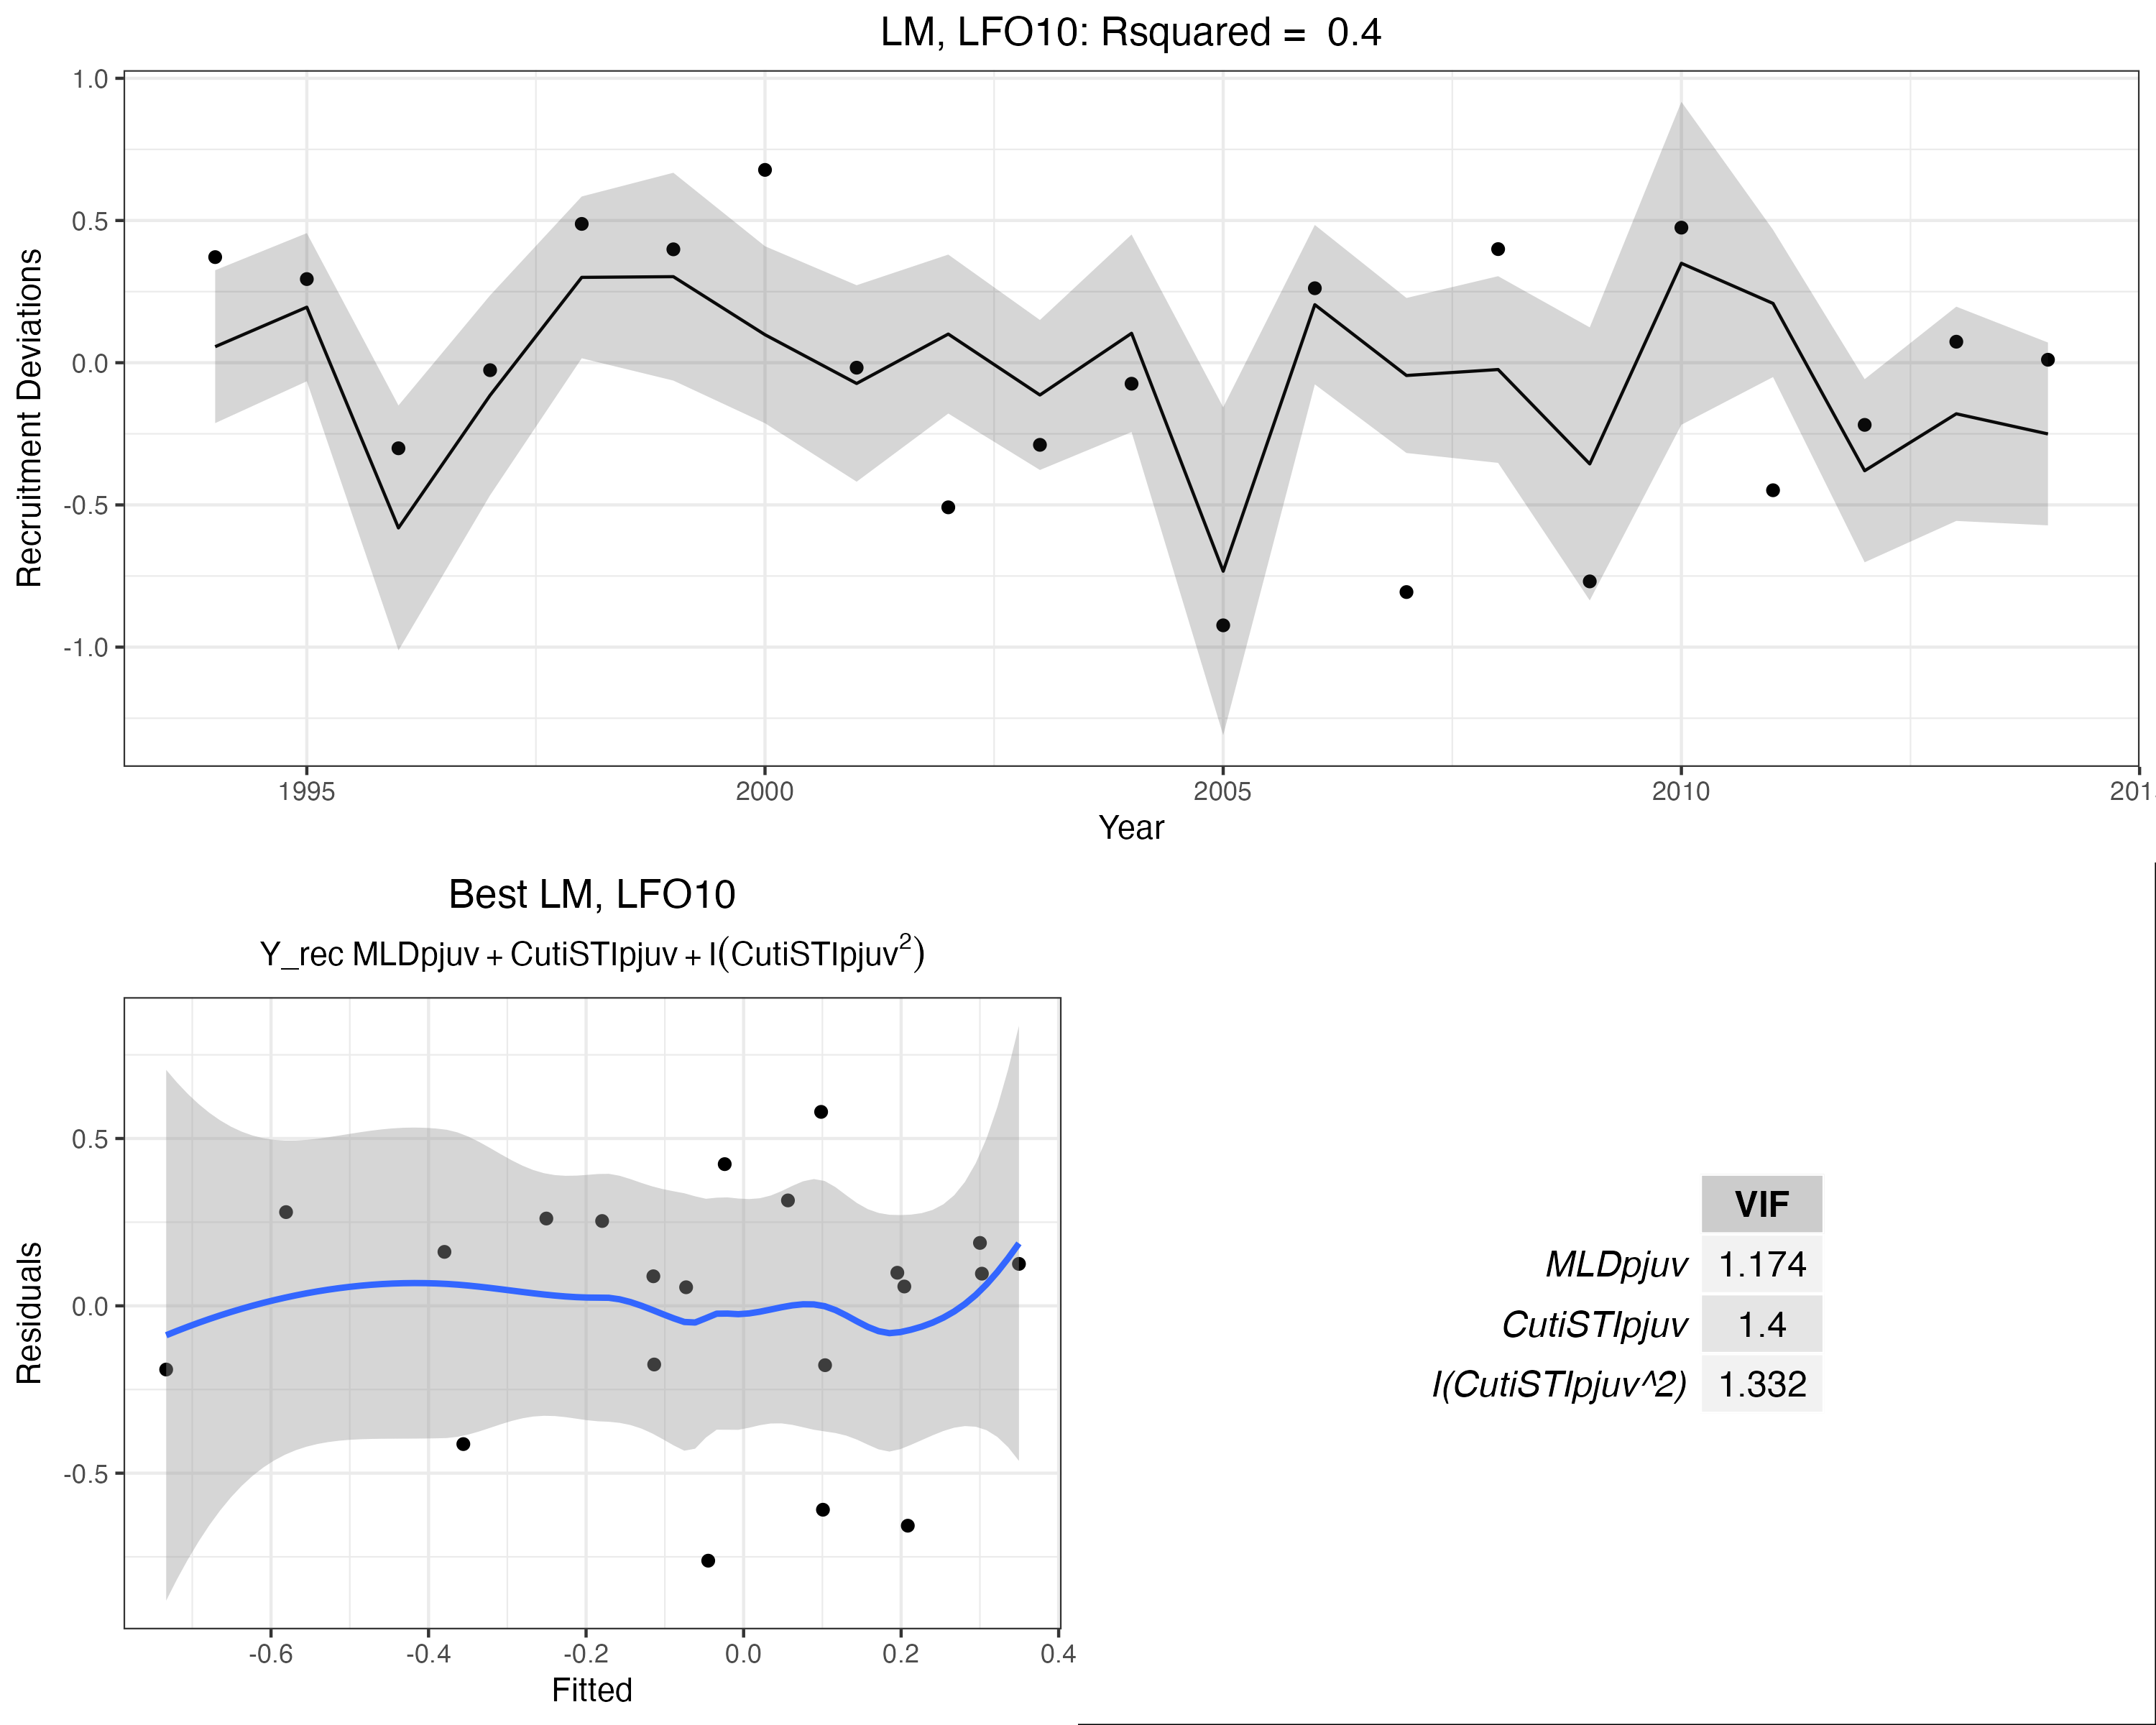 LM, LFO10: Rsquared = 0.4
Recruitment Deviations
1.0
0.5
0.0
-0.5
-1.0
1995 2000 2005 2010 201
Year
Best LM, LFO10
Y_rec MLDpjuv + CutiSTIpjuv + I(CutiSTIpjuv²)
Residuals
0.5
0.0
-0.5
-0.6 -0.4 -0.2 0.0 0.2 0.4
Fitted
VIF
MLDpjuv 1.174
CutiSTIpjuv 1.4
I(CutiSTIpjuv^2) 1.332